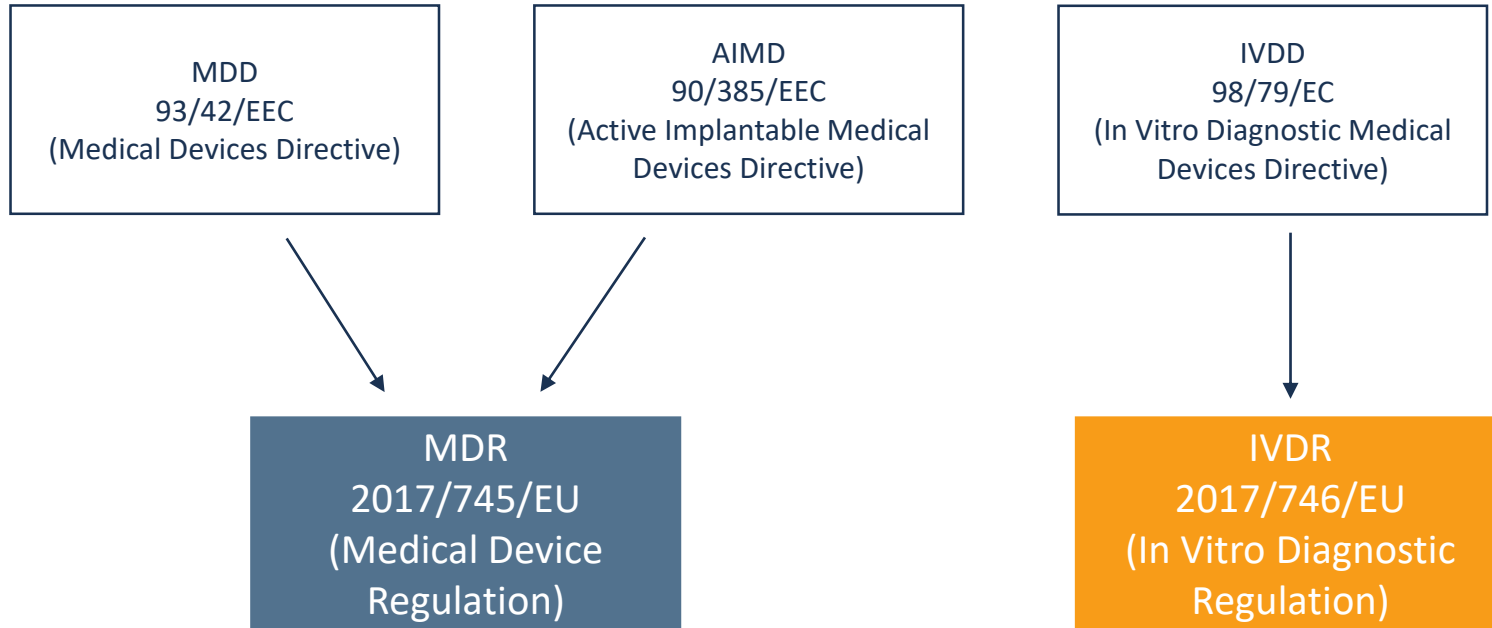 MDD
93/42/EEC
(Medical Devices Directive)
AIMD
90/385/EEC
(Active Implantable Medical
Devices Directive)
IVDD
98/79/EC
(In Vitro Diagnostic Medical
Devices Directive)
MDR
2017/745/EU
(Medical Device
Regulation)
IVDR
2017/746/EU
(In Vitro Diagnostic
Regulation)